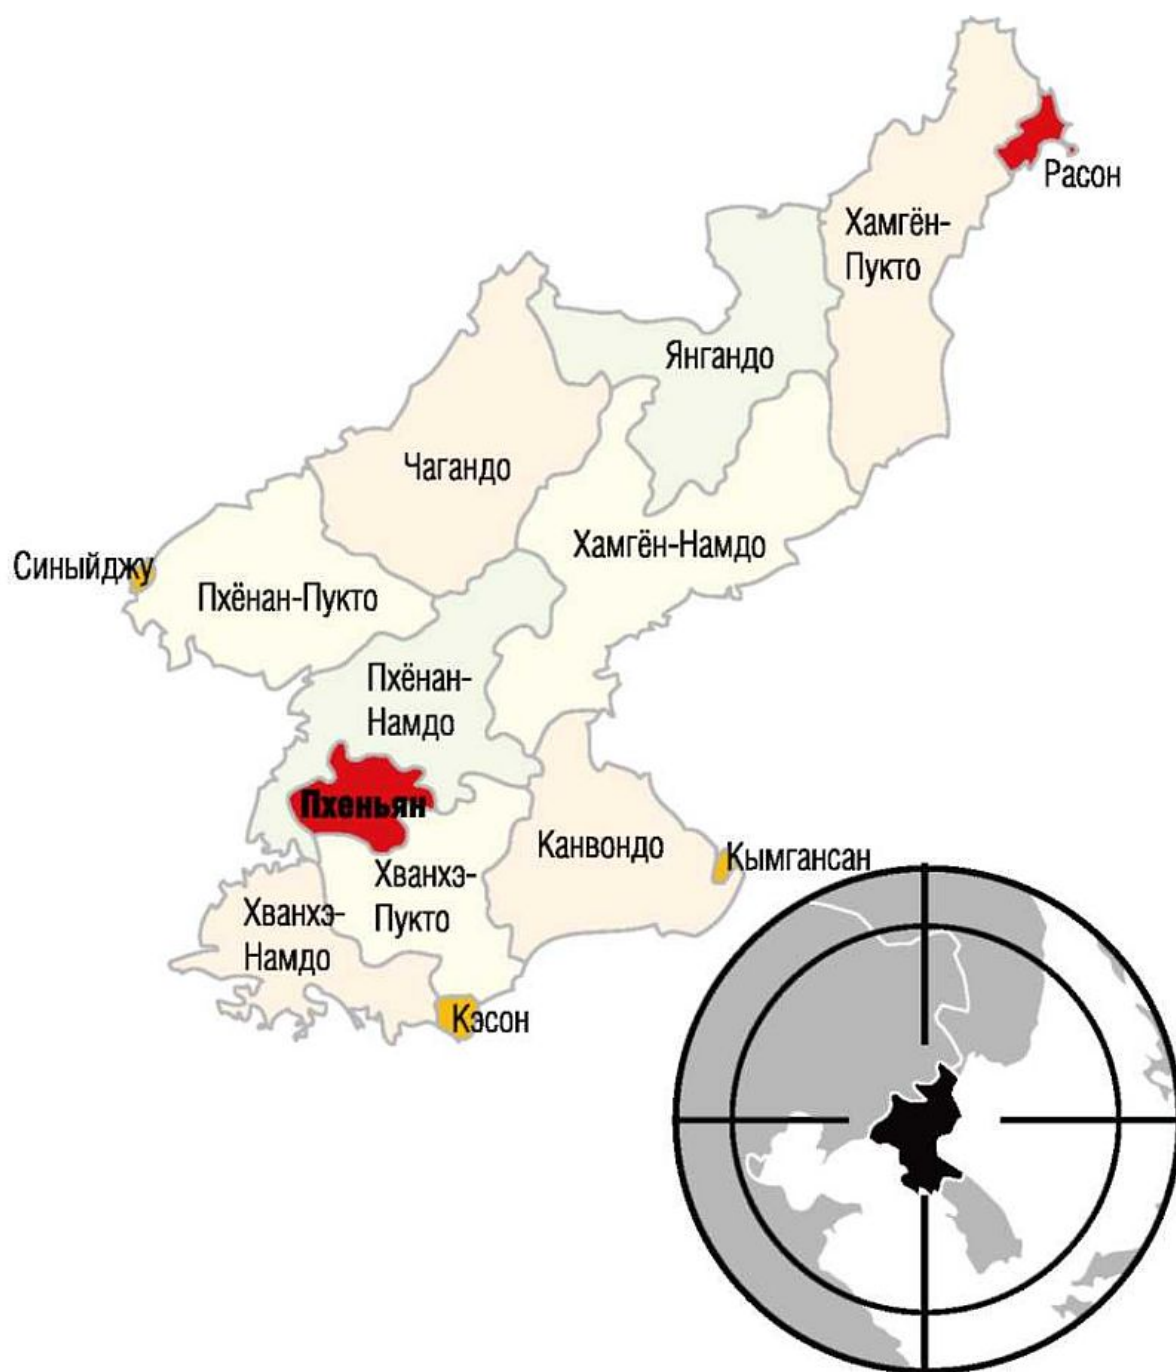 Расон
Хамгён-
Пукто
Янгандо
Чагандо
Хамгён-Намдо
Синыйджу
Пхёнан-Пукто
Пхёнан-
Намдо
Пхеньян
Канвондо
Кымгансан
Хванхэ-
Пукто
Хванхэ-
Намдо
Кэсон